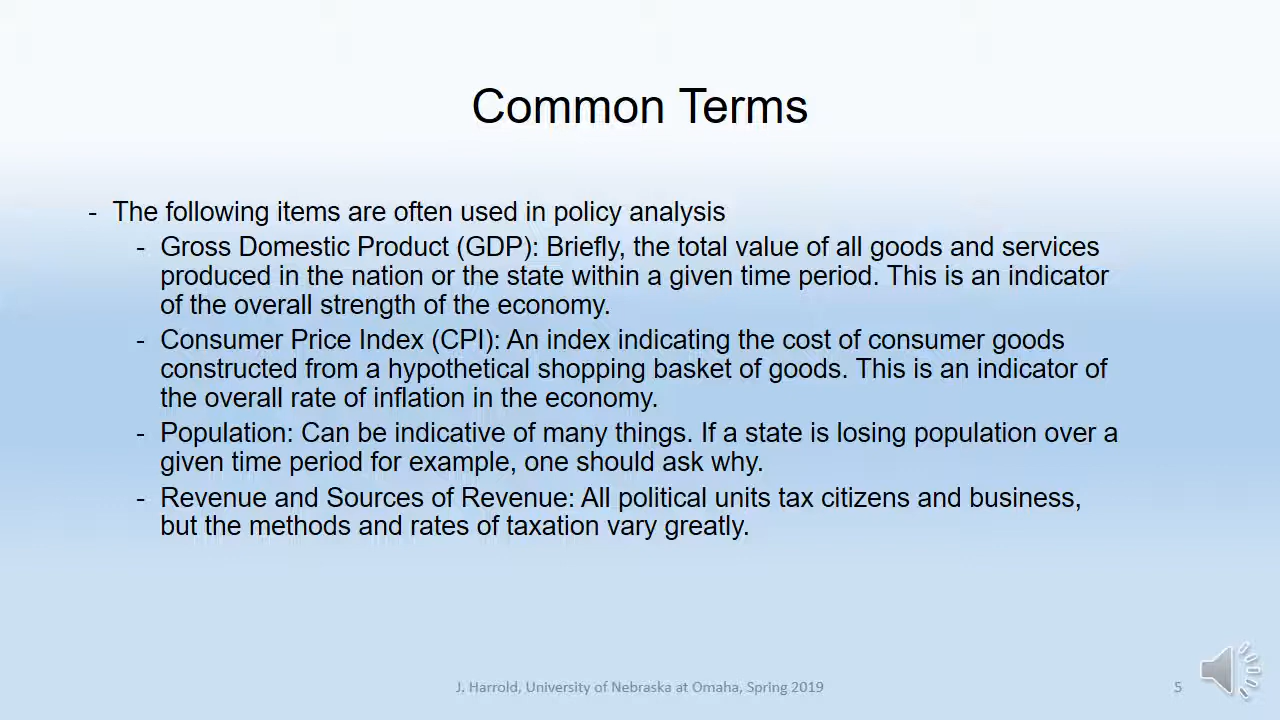 Common Terms
- The following items are often used in policy analysis
- Gross Domestic Product (GDP): Briefly, the total value of all goods and services
produced in the nation or the state within a given time period. This is an indicator
of the overall strength of the economy.
- Consumer Price Index (CPI): An index indicating the cost of consumer goods
constructed from a hypothetical shopping basket of goods. This is an indicator of
the overall rate of inflation in the economy.
- Population: Can be indicative of many things. If a state is losing population over a
given time period for example, one should ask why.
- Revenue and Sources of Revenue: All political units tax citizens and business,
but the methods and rates of taxation vary greatly.
J. Harrold, University of Nebraska at Omaha, Spring 2019
5